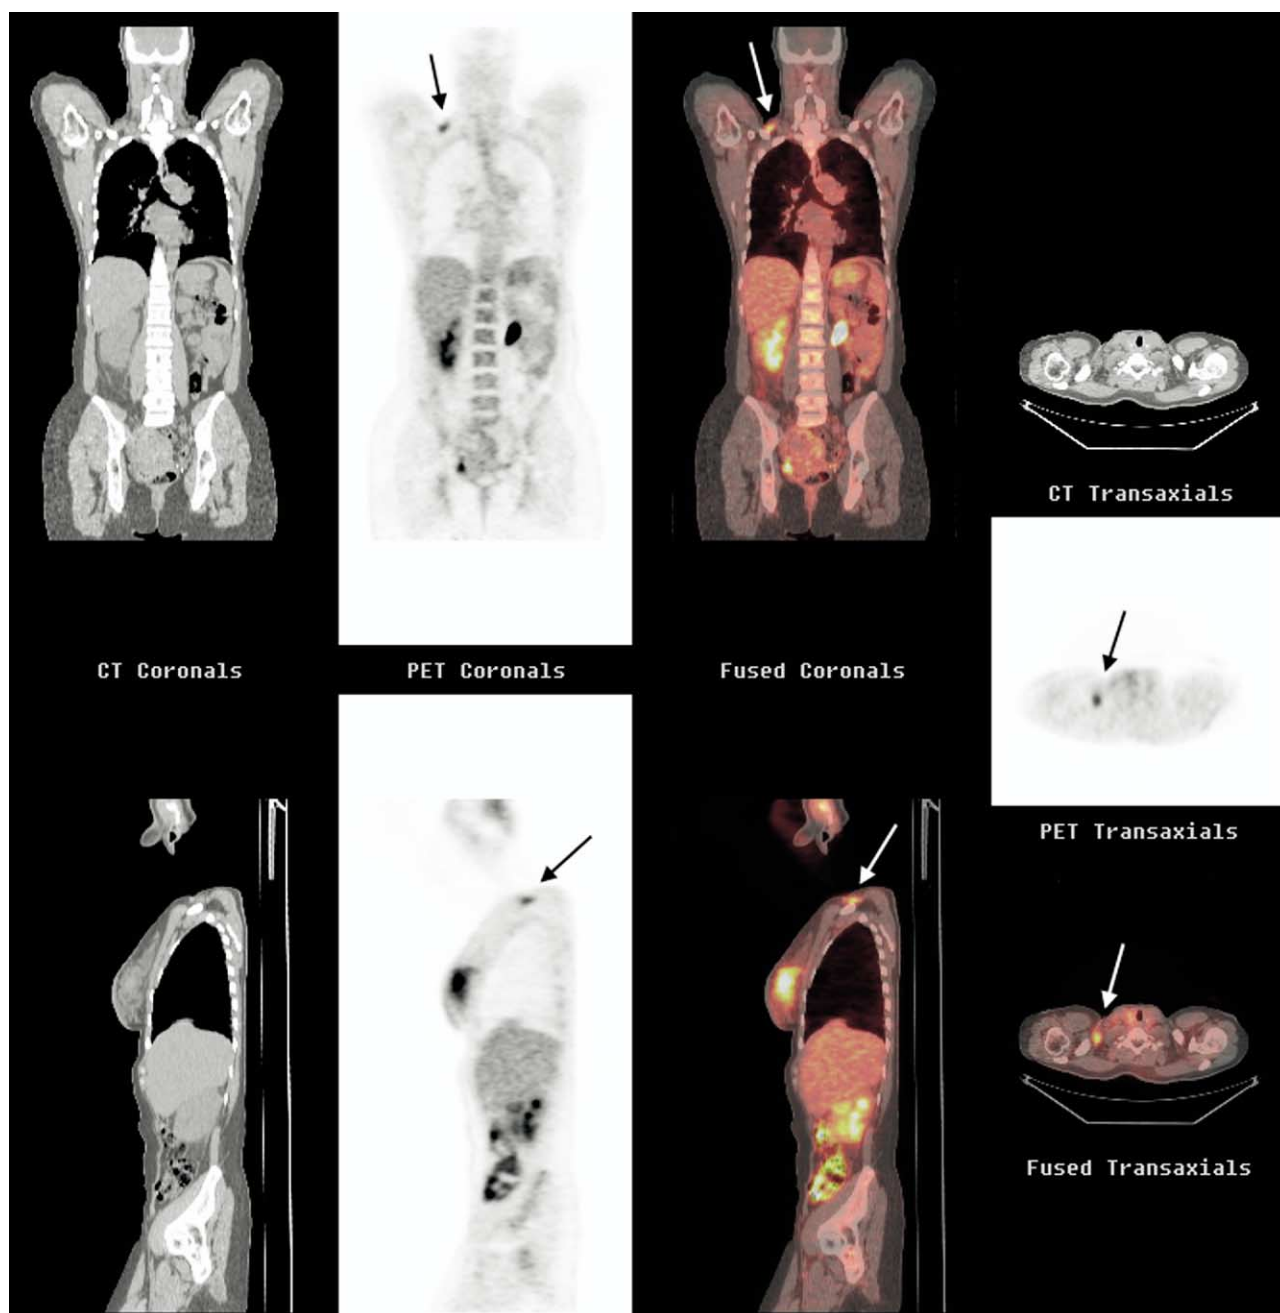 CT Transaxials
CT Coronals
PET Coronals
Fused Coronals
PET Transaxials
Fused Transaxials